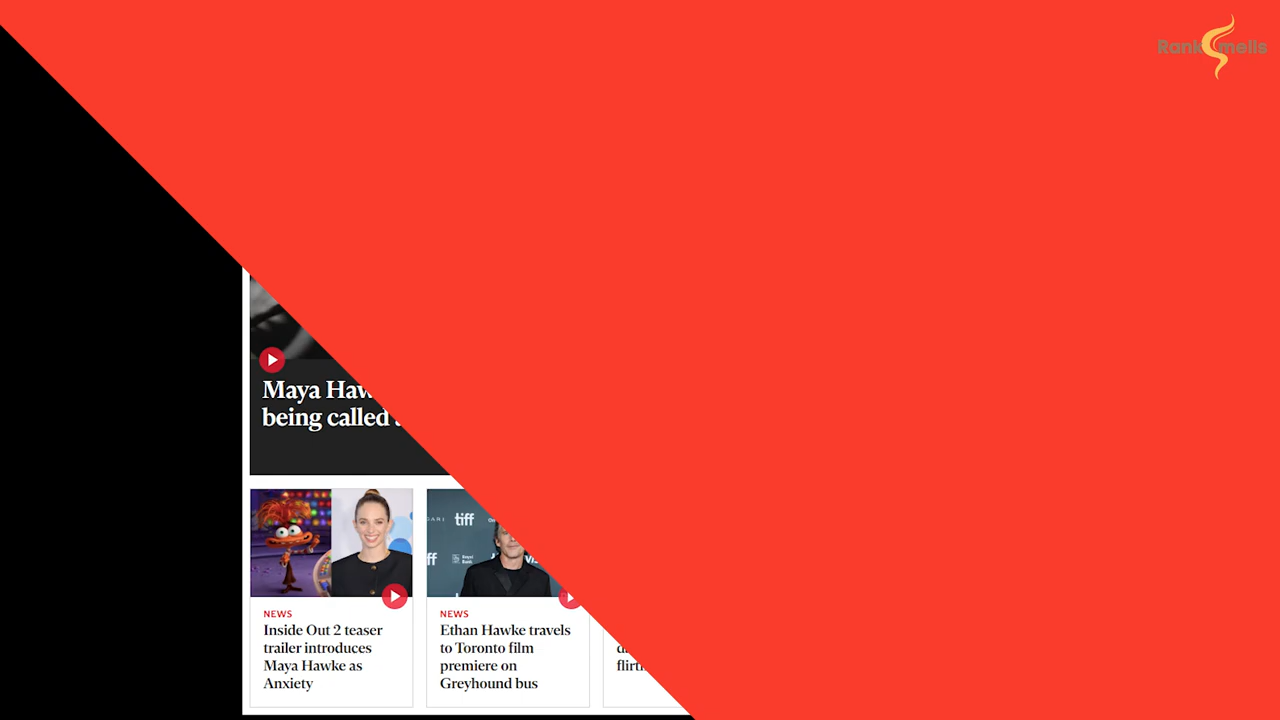 RankSmells
Maya Haw
being called
tiff
NEWS
Inside Out 2 teaser
trailer introduces
Maya Hawke as
Anxiety
NEWS
Ethan Hawke travels
to Toronto film
premiere on
Greyhound bus